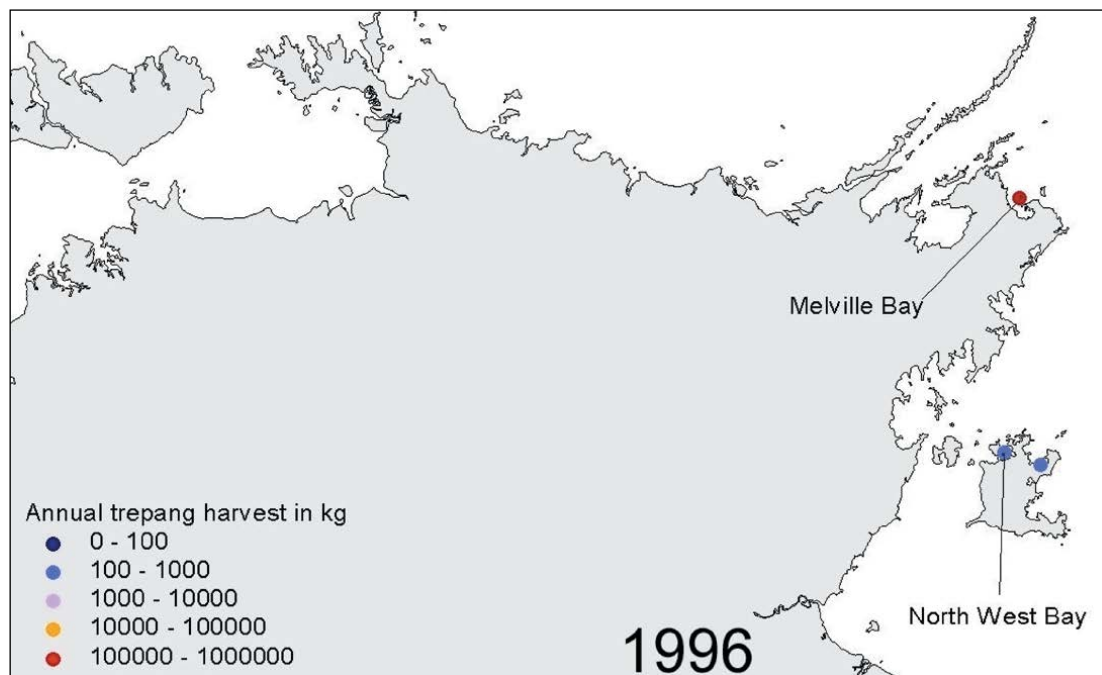 Melville Bay
Annual trepang harvest in kg
0 - 100
100 - 1000
1000 - 10000
10000 - 100000
100000 - 1000000
North West Bay
1996